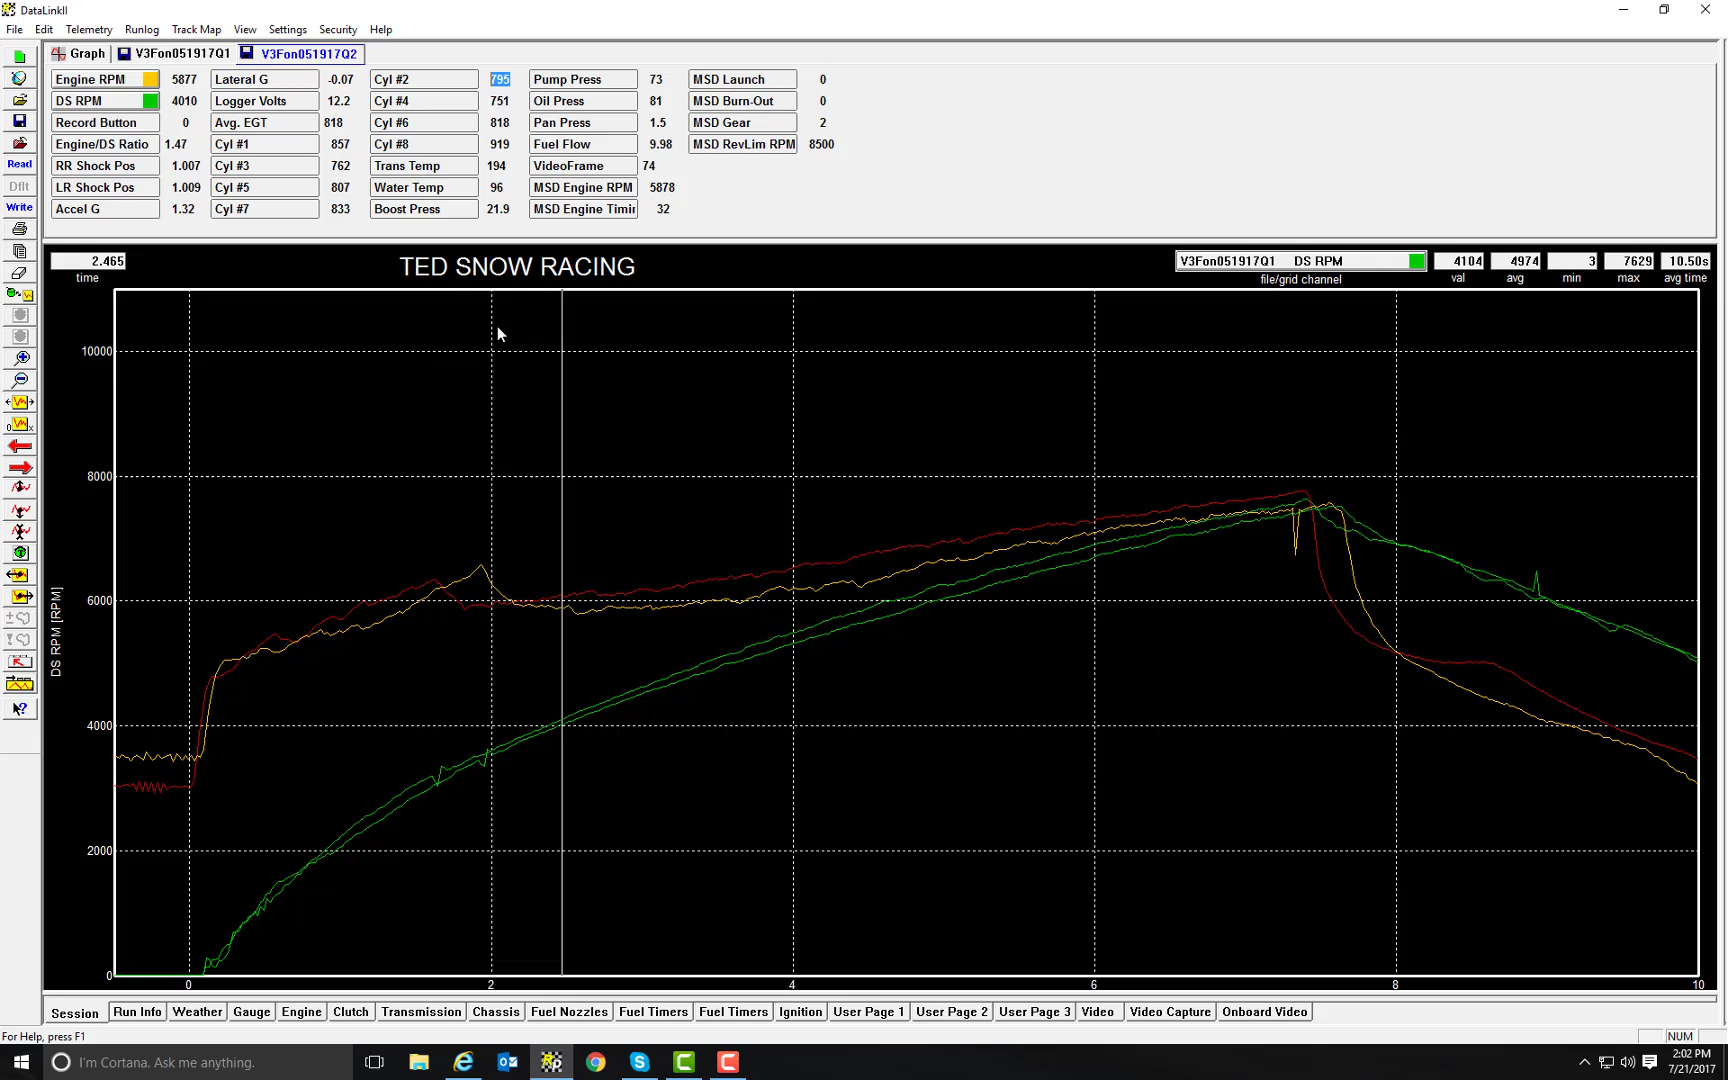 DataLinkII
File Edit Telemetry Runlog Track Map View Settings Security Help
Graph V3Fon051917Q1 V3Fon051917Q2
Engine RPM 5877 Lateral G -0.07 Cyl #2 795 Pump Press 73 MSD Launch 0
DS RPM 4010 Logger Volts 12.2 Cyl #4 751 Oil Press 81 MSD Burn-Out 0
Record Button 0 Avg. EGT 818 Cyl #6 818 Pan Press 1.5 MSD Gear 2
Engine/DS Ratio 1.47 Cyl #1 857 Cyl #8 919 Fuel Flow 9.98 MSD RevLim RPM 8500
RR Shock Pos 1.007 Cyl #3 762 Trans Temp 194 VideoFrame 74
LR Shock Pos 1.009 Cyl #5 807 Water Temp 96 MSD Engine RPM 5878
Accel G 1.32 Cyl #7 833 Boost Press 21.9 MSD Engine Timir 32
Read
Dflt
Write
2.465 TED SNOW RACING V3Fon051917Q1 DS RPM 4104 4974 3 7629 10.50s
time file/grid channel val avg min max avg time
10000
8000
6000
4000
2000
0
DS RPM [RPM]
0 2 4 6 8 10
Session Run Info Weather Gauge Engine Clutch Transmission Chassis Fuel Nozzles Fuel Timers Fuel Timers Ignition User Page 1 User Page 2 User Page 3 Video Video Capture Onboard Video
For Help, press F1 NUM
I'm Cortana. Ask me anything. 2:02 PM
7/21/2017